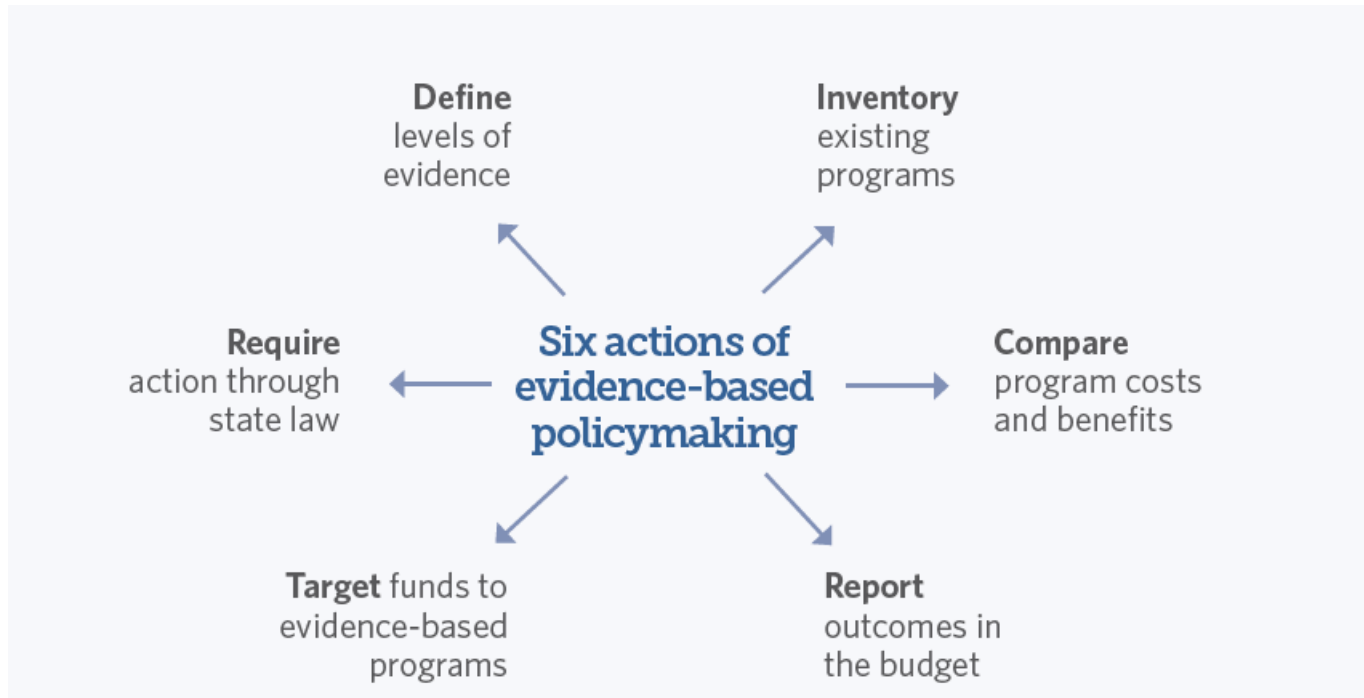 Define
levels of
evidence
Inventory
existing
programs
Require
action through
state law
Six actions of
evidence-based
policymaking
Compare
program costs
and benefits
Target funds to
evidence-based
programs
Report
outcomes in
the budget